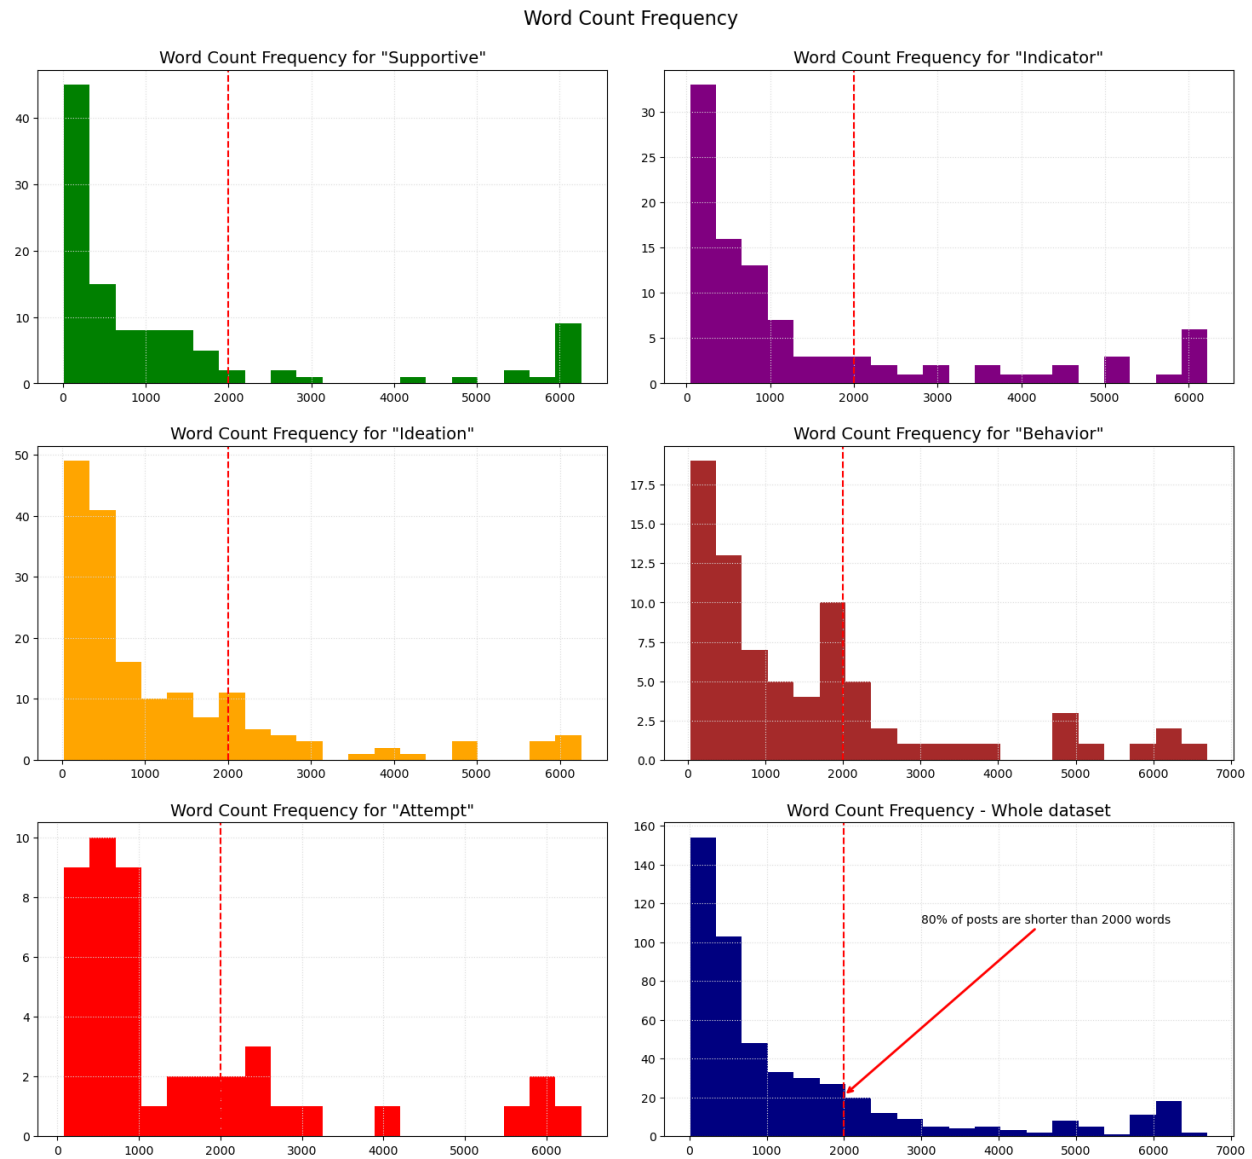 Word Count Frequency
Word Count Frequency for "Supportive"
40
30
20
10
0
0 1000 2000 3000 4000 5000 6000
Word Count Frequency for "Indicator"
30
25
20
15
10
5
0
0 1000 2000 3000 4000 5000 6000
Word Count Frequency for "Ideation"
50
40
30
20
10
0
0 1000 2000 3000 4000 5000 6000
Word Count Frequency for "Behavior"
17.5
15.0
12.5
10.0
7.5
5.0
2.5
0.0
0 1000 2000 3000 4000 5000 6000 7000
Word Count Frequency for "Attempt"
10
8
6
4
2
0
0 1000 2000 3000 4000 5000 6000
Word Count Frequency - Whole dataset
160
140
120
80% of posts are shorter than 2000 words
100
80
60
40
20
0
0 1000 2000 3000 4000 5000 6000 7000